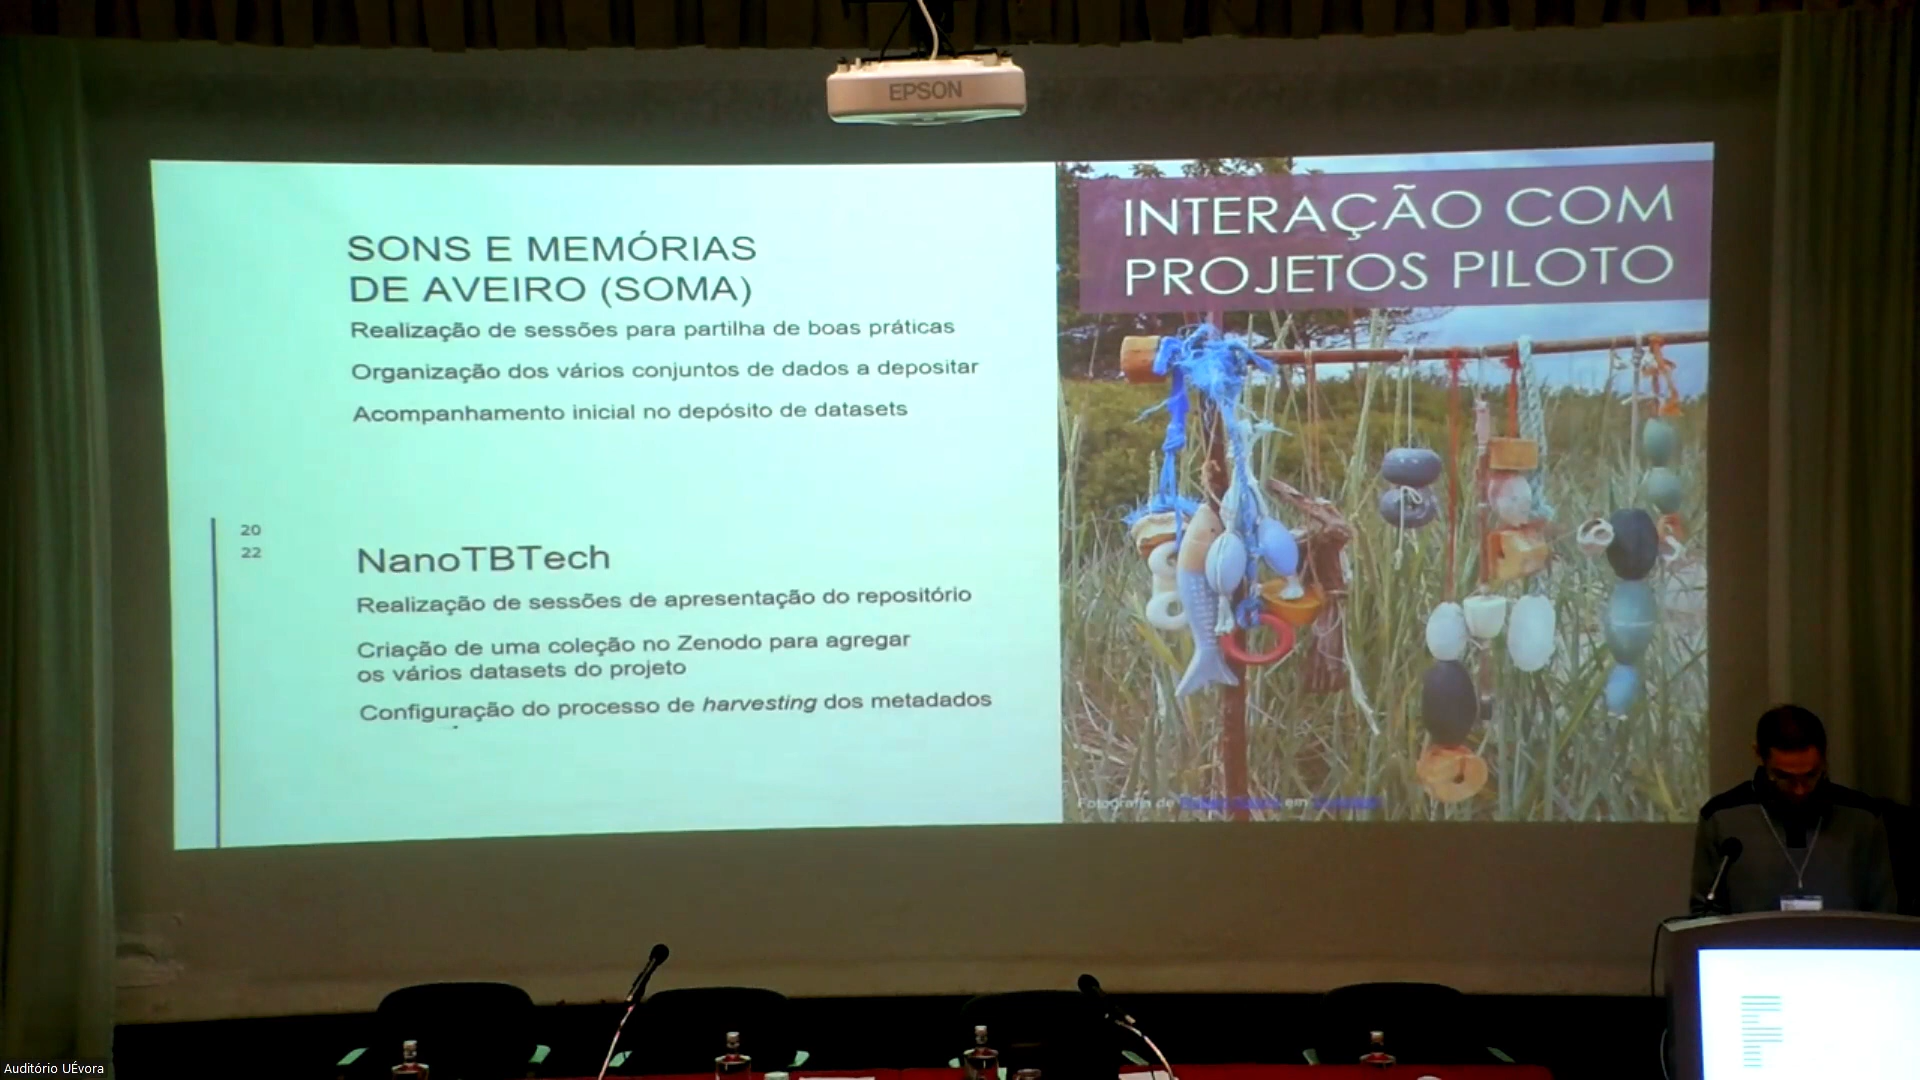 EPSON
INTERAÇÃO COM
PROJETOS PILOTO
SONS E MEMÓRIAS
DE AVEIRO (SOMA)
Realização de sessões para partilha de boas práticas
Organização dos vários conjuntos de dados a depositar
Acompanhamento inicial no depósito de datasets
20
22
NanoTBTech
Realização de sessões de apresentação do repositório
Criação de uma coleção no Zenodo para agregar
os vários datasets do projeto
Configuração do processo de harvesting dos metadados
Fotografia de em
Auditório UÉvora